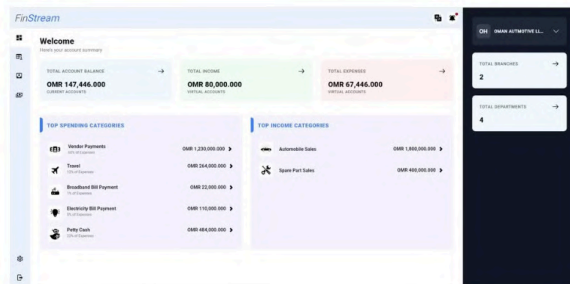 FinStream
Welcome
Here's your account summary
TOTAL ACCOUNT BALANCE
OMR 147,446.000
CURRENT ACCOUNTS
TOTAL INCOME
OMR 80,000.000
VIRTUAL ACCOUNTS
TOTAL EXPENSES
OMR 67,446.000
VIRTUAL ACCOUNTS
TOP SPENDING CATEGORIES
Vendor Payments
OMR 1,230,000.000
Travel
OMR 264,000.000
Broadband Bill Payment
OMR 22,000.000
Electricity Bill Payment
OMR 110,000.000
Petty Cash
OMR 484,000.000
TOP INCOME CATEGORIES
Automobile Sales
OMR 1,800,000.000
Spare Part Sales
OMR 400,000.000
OH
OMAN AUTMOTIVE LL...
TOTAL BRANCHES
2
TOTAL DEPARTMENTS
4